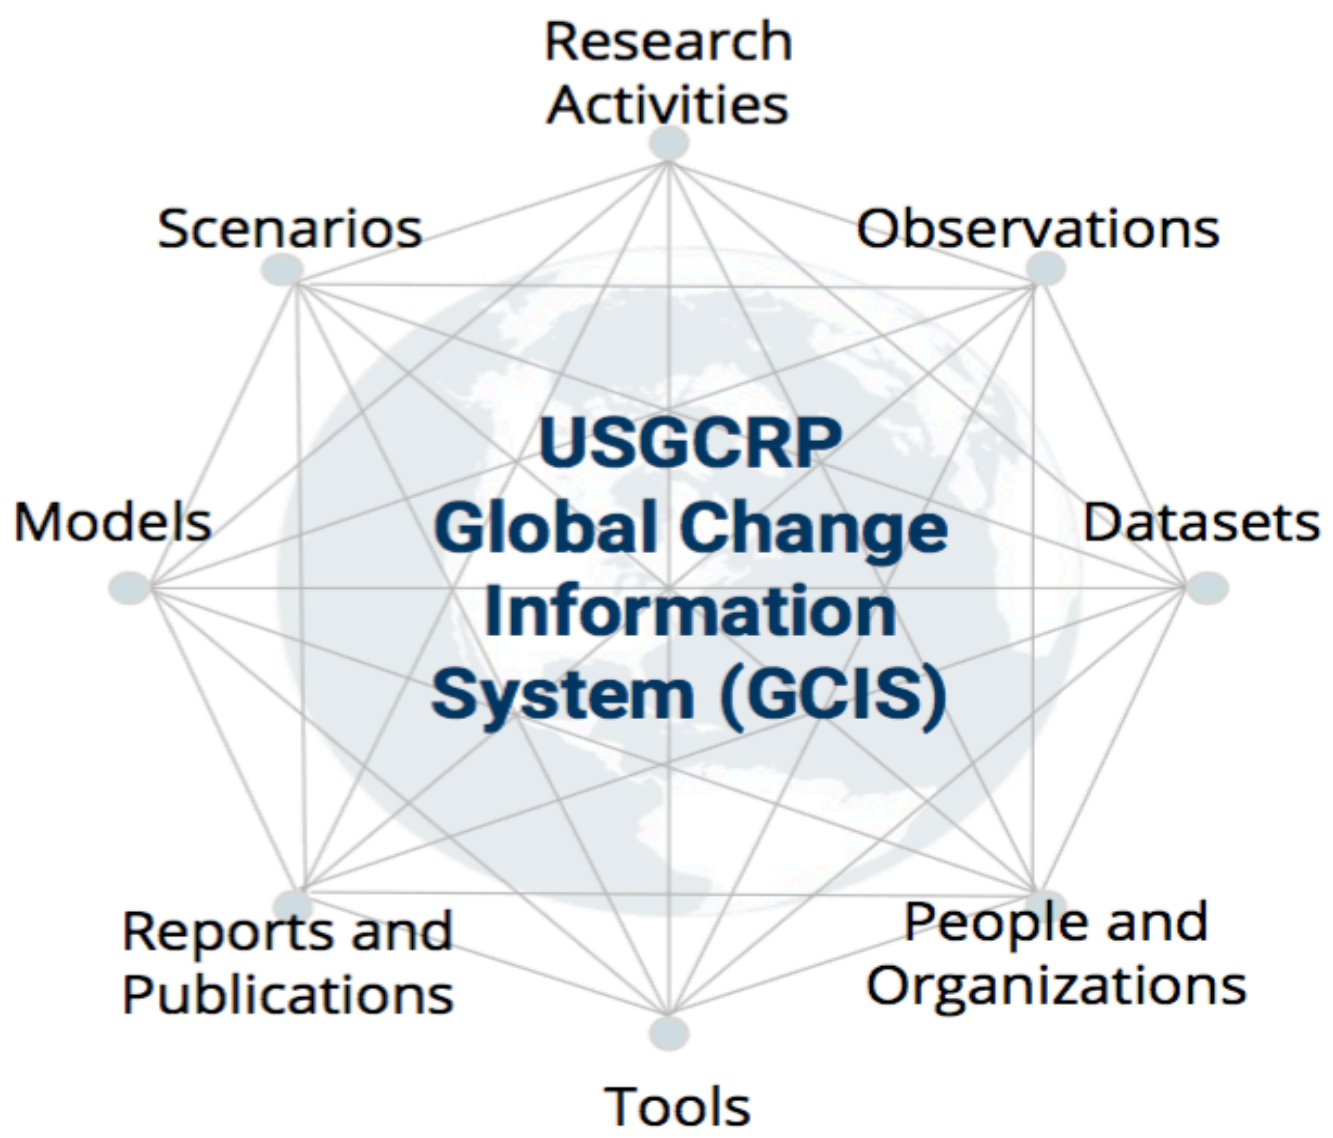 Research
Activities
Scenarios
Observations
USGCRP
Global Change
Information
System (GCIS)
Models
Datasets
Reports and
Publications
People and
Organizations
Tools